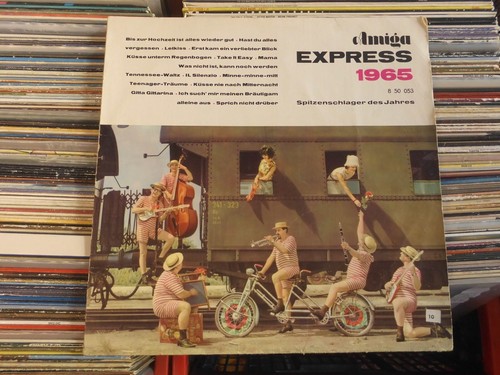 Bis zur Hochzeit ist alles wieder gut · Hast du alles
vergessen · Leikiss · Erst kam ein verliebter Blick
Küsse unterm Regenbogen · Take It Easy · Mama
Was nicht ist, kann noch werden
Tennessee-Waltz · IL Silenzio · Minne-minne-mit
Teenager-Träume · Küsse nie nach Mitternacht
Gitta Gitarina · Ich such' mir meinen Bräutigam
alleine aus · Sprich nicht drüber
Amiga
EXPRESS
1965
8 50 053
Spitzenschlager des Jahres
10